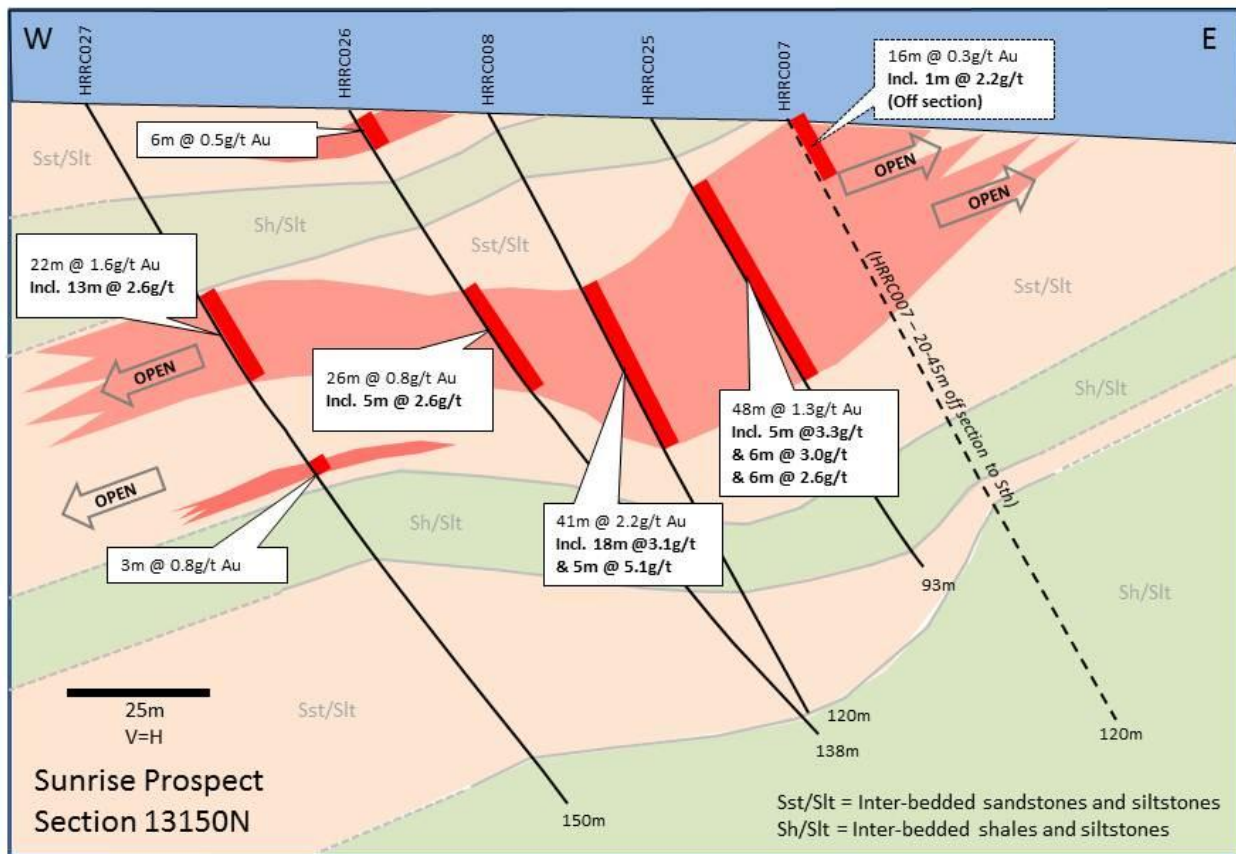 W
E
HRRC027
HRRC026
HRRC008
HRRC025
HRRC007
16m @ 0.3g/t Au
Incl. 1m @ 2.2g/t
(Off section)
6m @ 0.5g/t Au
Sst/Slt
OPEN
OPEN
Sh/Slt
Sst/Slt
22m @ 1.6g/t Au
Incl. 13m @ 2.6g/t
Sst/Slt
(HRRC007 – 20-45m off section to Sth)
OPEN
26m @ 0.8g/t Au
Incl. 5m @ 2.6g/t
Sh/Slt
48m @ 1.3g/t Au
Incl. 5m @3.3g/t
& 6m @ 3.0g/t
& 6m @ 2.6g/t
OPEN
Sh/Slt
41m @ 2.2g/t Au
Incl. 18m @3.1g/t
& 5m @ 5.1g/t
3m @ 0.8g/t Au
93m
Sh/Slt
25m
V=H
Sst/Slt
120m
138m
120m
Sunrise Prospect
Section 13150N
150m
Sst/Slt = Inter-bedded sandstones and siltstones
Sh/Slt = Inter-bedded shales and siltstones